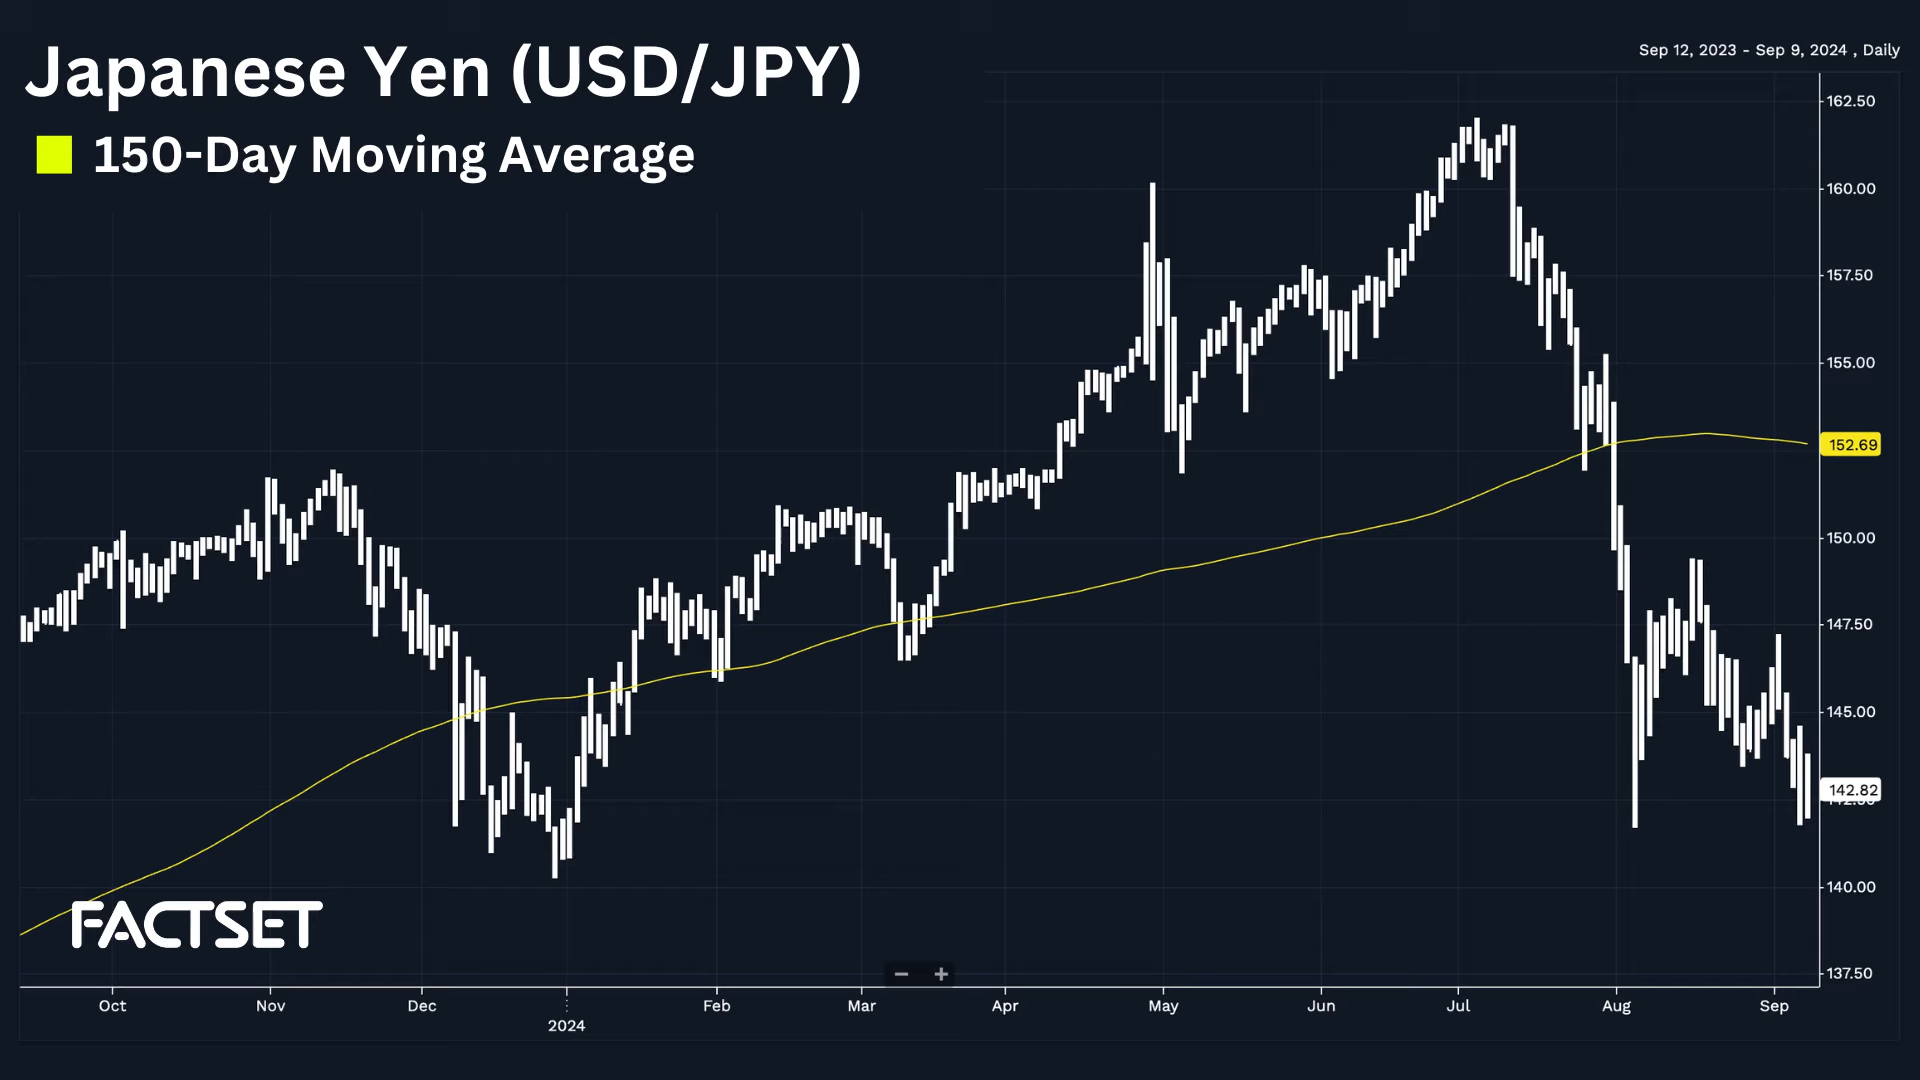 Japanese Yen (USD/JPY)
150-Day Moving Average
Sep 12, 2023 - Sep 9, 2024 , Daily
162.50
160.00
157.50
155.00
152.69
150.00
147.50
145.00
142.82
142.50
140.00
137.50
FACTSET
− +
Oct Nov Dec Feb Mar Apr May Jun Jul Aug Sep
2024